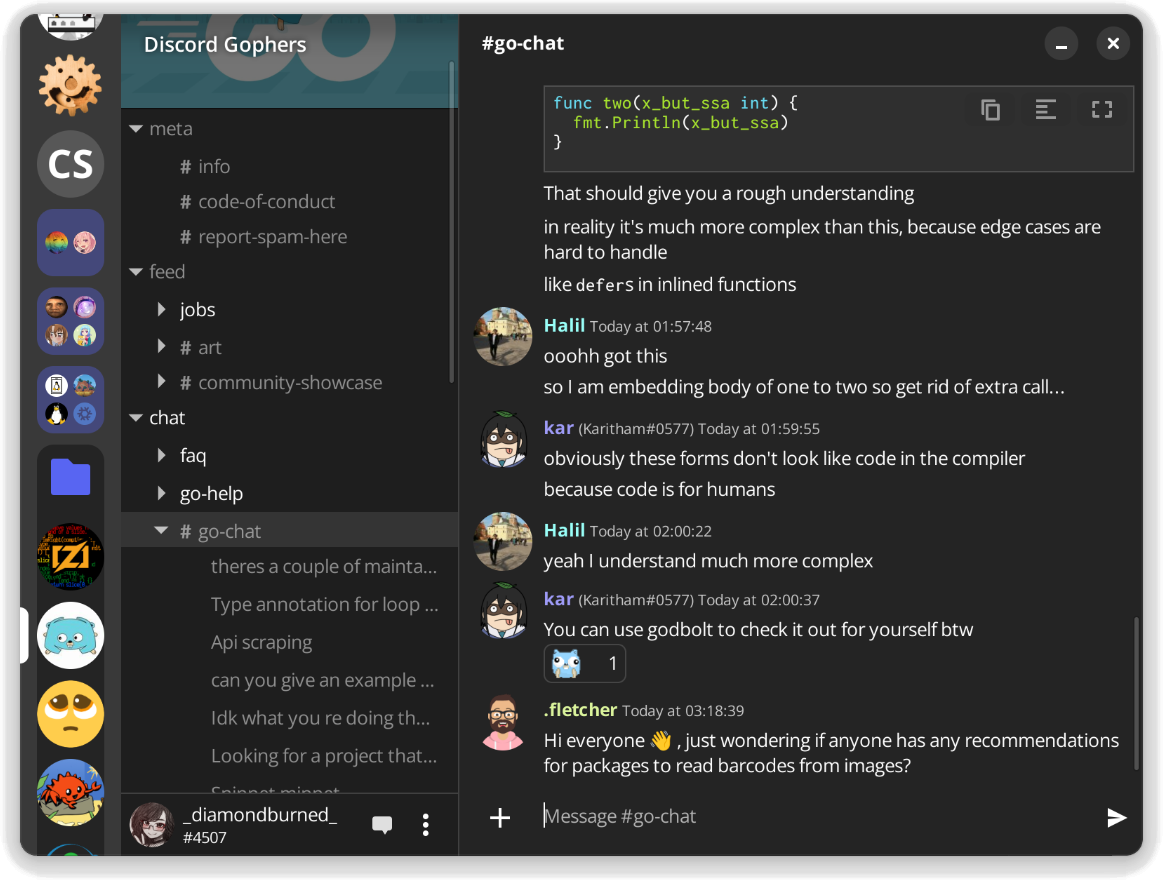 GO
CS
Discord Gophers
meta
# info
# code-of-conduct
# report-spam-here
feed
jobs
# art
# community-showcase
chat
faq
go-help
# go-chat
theres a couple of mainta...
Type annotation for loop ...
Api scraping
can you give an example ...
Idk what you re doing th...
Looking for a project that...
_diamondburned_
#4507
#go-chat
func two(x_but_ssa int) {
fmt.Println(x_but_ssa)
}
That should give you a rough understanding
in reality it's much more complex than this, because edge cases are
hard to handle
like defers in inlined functions
Halil Today at 01:57:48
ooohh got this
so I am embedding body of one to two so get rid of extra call...
kar (Karitham#0577) Today at 01:59:55
obviously these forms don't look like code in the compiler
because code is for humans
Halil Today at 02:00:22
yeah I understand much more complex
kar (Karitham#0577) Today at 02:00:37
You can use godbolt to check it out for yourself btw
1
.fletcher Today at 03:18:39
Hi everyone 👋 , just wondering if anyone has any recommendations
for packages to read barcodes from images?
Message #go-chat